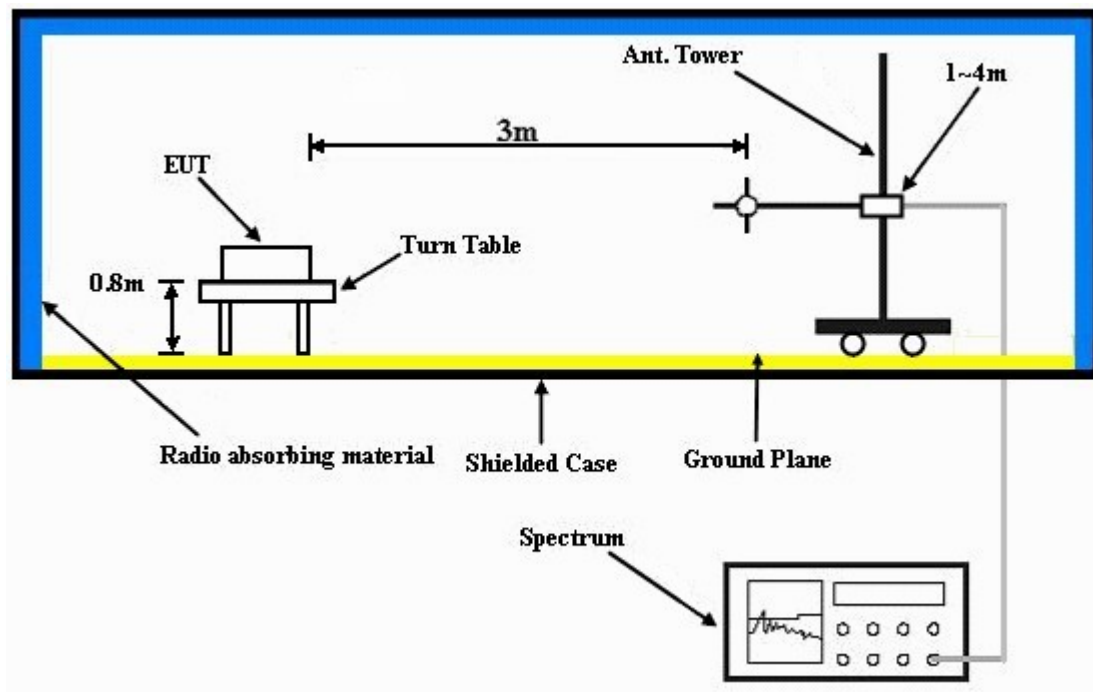 Ant. Tower
1~4m
3m
EUT
Turn Table
0.8m
Radio absorbing material
Shielded Case
Ground Plane
Spectrum